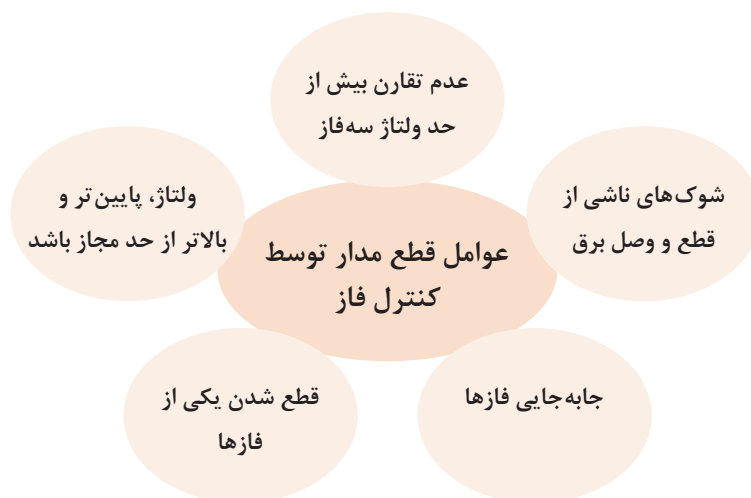 عدم تقارن بیش از
حد ولتاژ سه‌فاز
شوک‌های ناشی از
قطع و وصل برق
ولتاژ، پایین‌تر و
بالاتر از حد مجاز باشد
عوامل قطع مدار توسط
کنترل فاز
جابه‌جایی فازها
قطع شدن یکی از
فازها